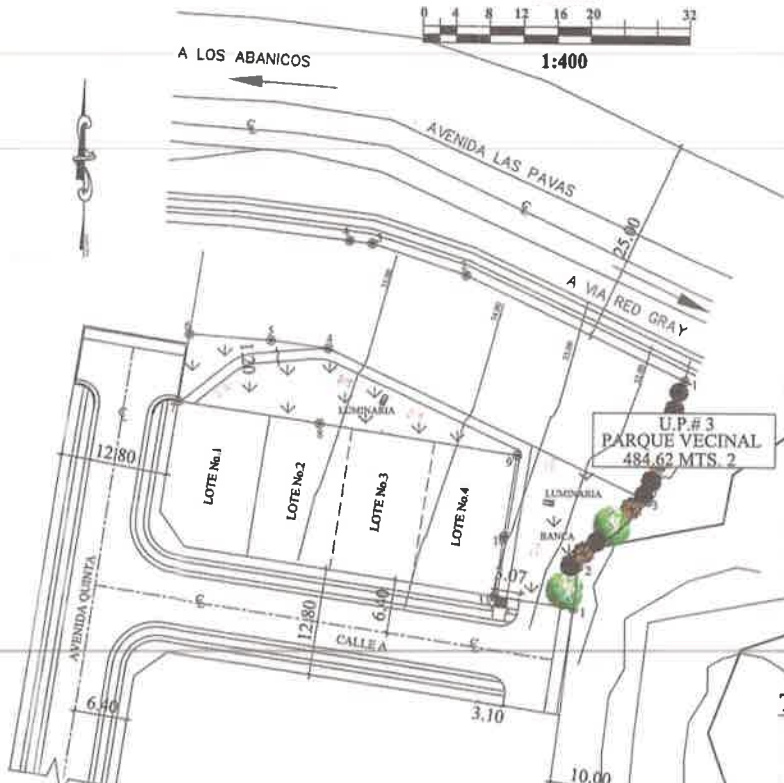 0 4 8 12 16 20 32
1:400
A LOS ABANICOS
AVENIDA LAS PAVAS
25.00
A VIA RED GRAY
1.20
LUMINARIA
U.P.# 3
PARQUE VECINAL
484.62 MTS. 2
12.80
LOTE No.1
LOTE No.2
LOTE No.3
LOTE No.4
LUMINARIA
BANCA
5.07
AVENIDA QUINTA
12.80
6.40
CALLE A
6.40
3.10
10.00